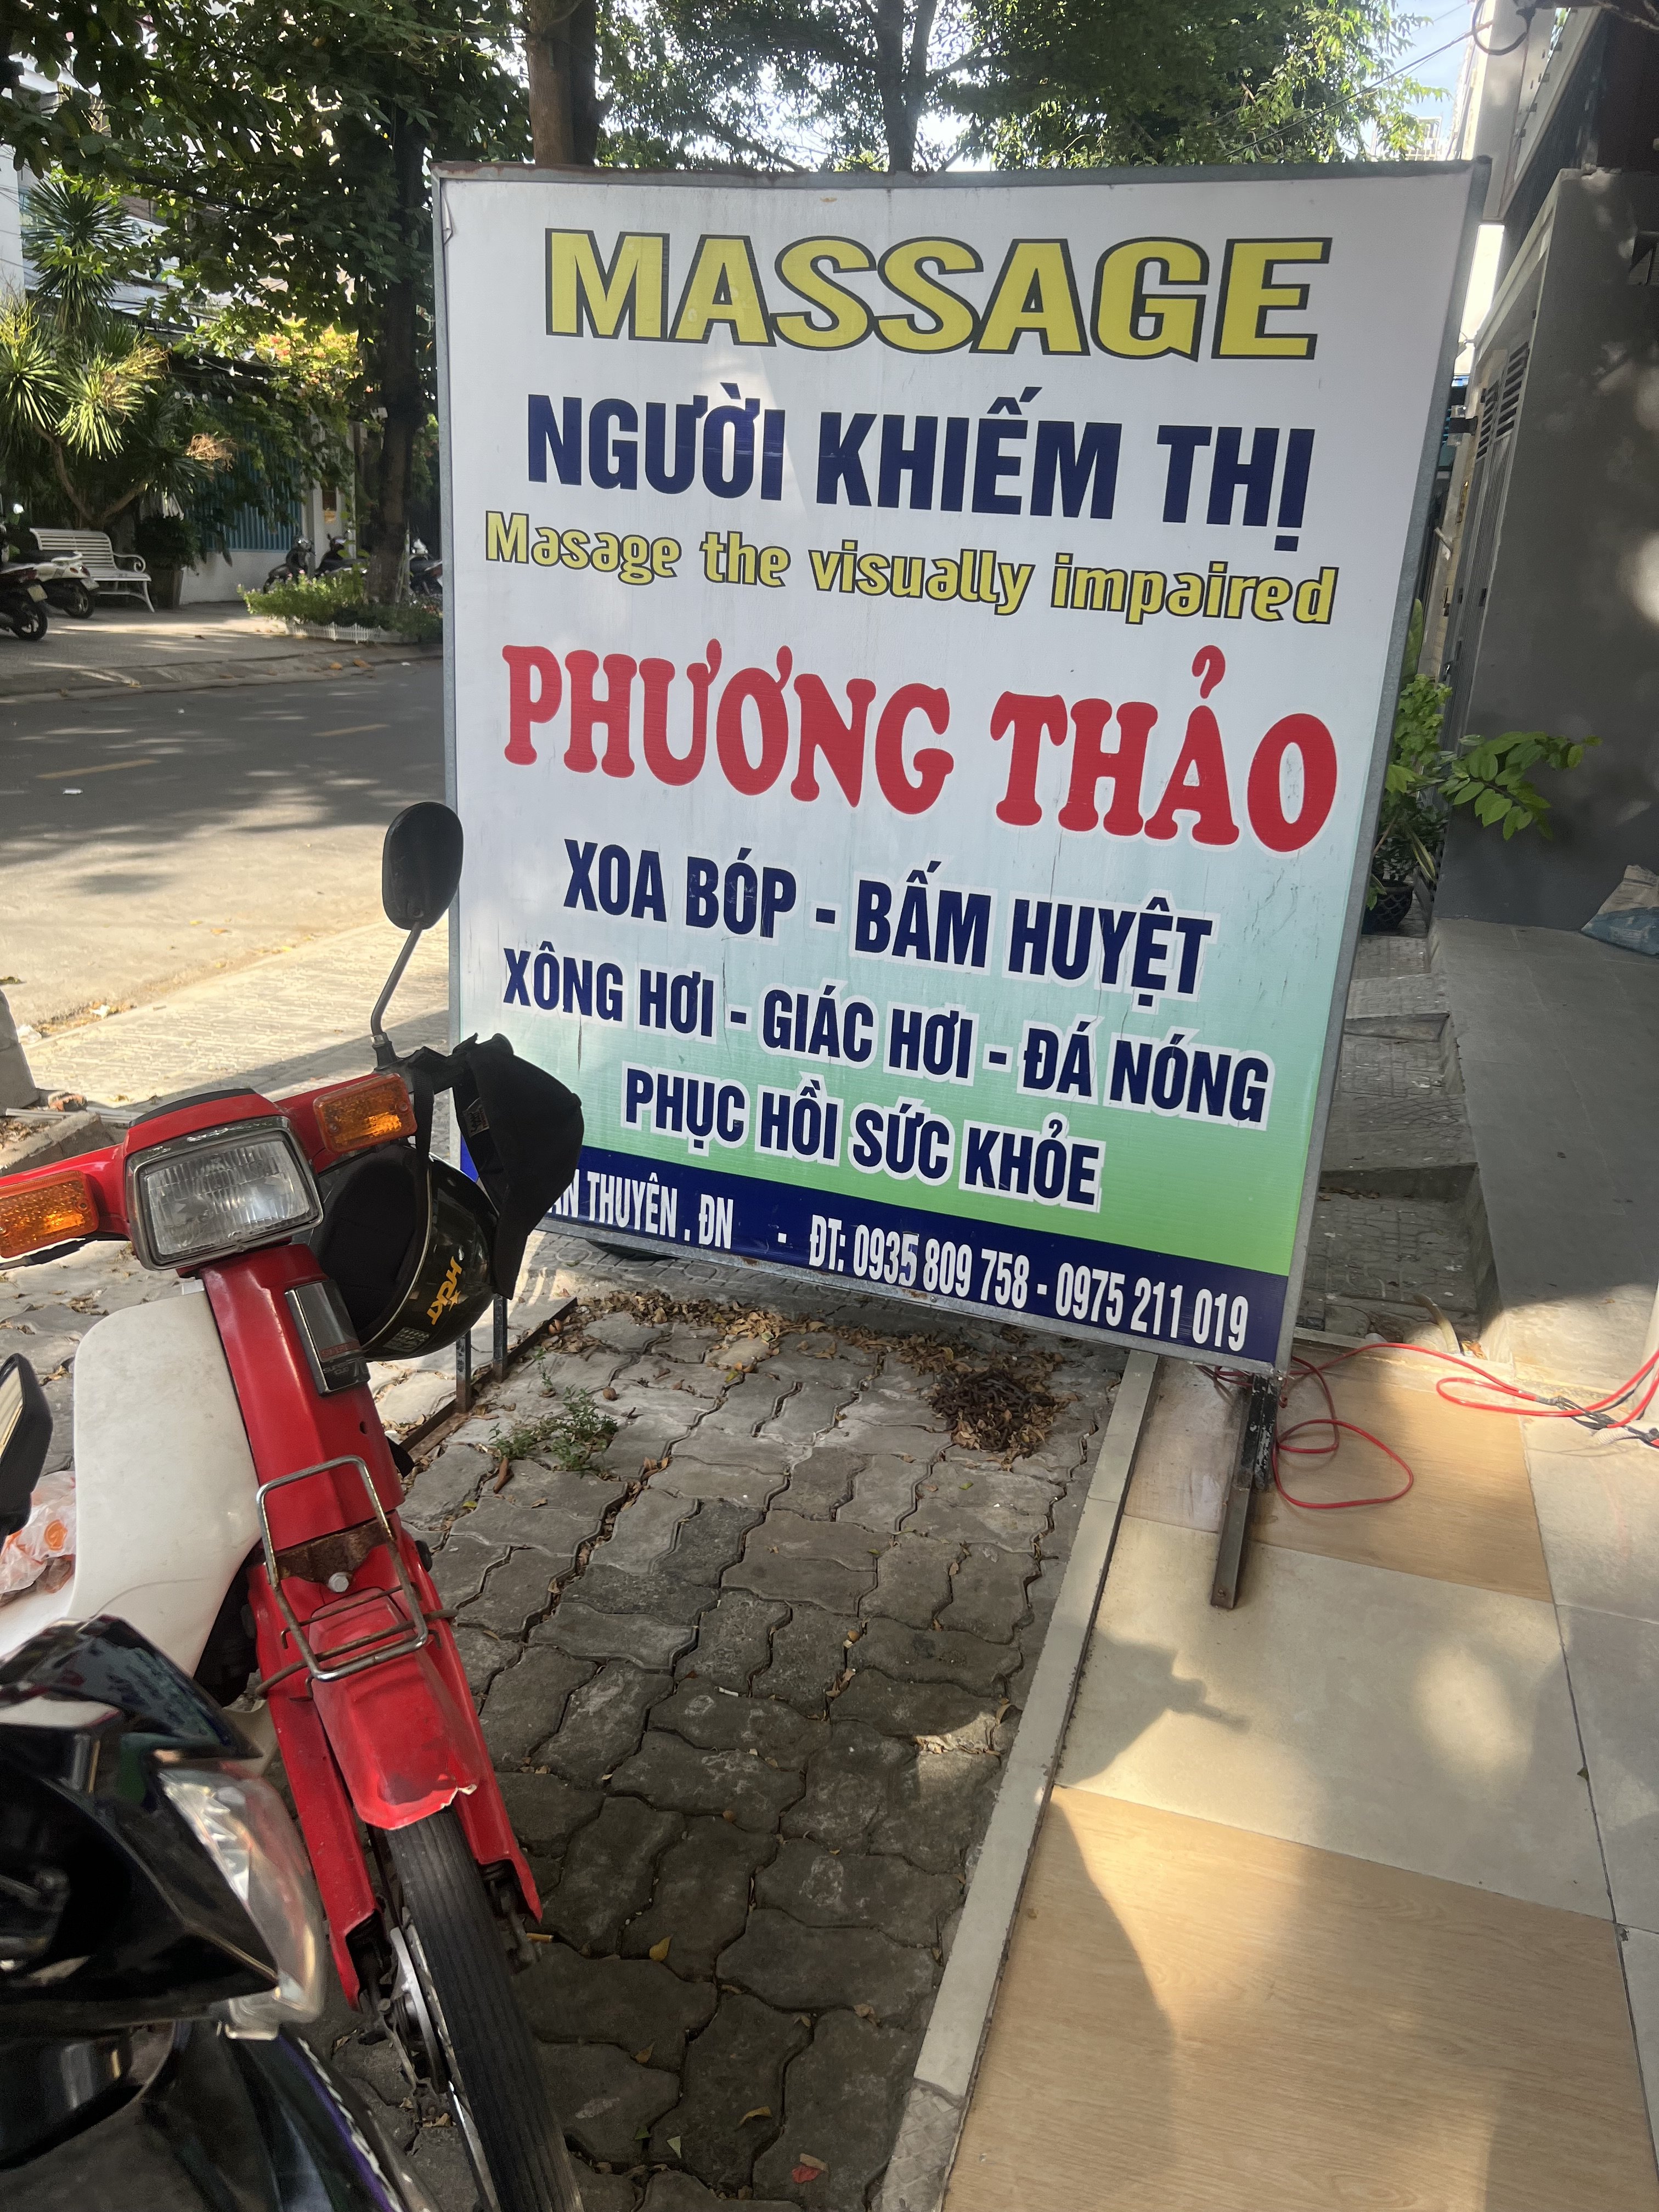 MASSAGE
NGƯỜI KHIẾM THỊ
Masage the visually impaired
PHƯƠNG THẢO
XOA BÓP - BẤM HUYỆT
XÔNG HƠI - GIÁC HƠI - ĐÁ NÓNG
PHỤC HỒI SỨC KHỎE
THUYÊN . ĐN - ĐT: 0935 809 758 - 0975 211 019